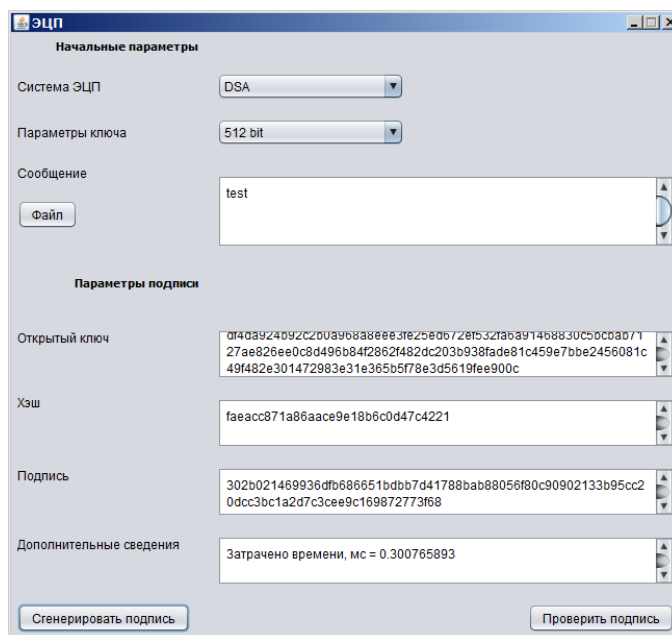 ЭЦП
Начальные параметры
Система ЭЦП
DSA
Параметры ключа
512 bit
Сообщение
test
Файл
Параметры подписи
Открытый ключ
df4da924b92c2b0a968a8eee3fe25ed672ef532fa6a91468830c5bcbab71
27ae826ee0c8d496b84f2862f482dc203b938fade81c459e7bbe2456081c
49f482e301472983e31e365b5f78e3d5619fee900c
Хэш
faeacc871a86aace9e18b6c0d47c4221
Подпись
302b021469936dfb686651bdbb7d41788bab88056f80c90902133b95cc2
0dcc3bc1a2d7c3cee9c169872773f68
Дополнительные сведения
Затрачено времени, мс = 0.300765893
Сгенерировать подпись
Проверить подпись